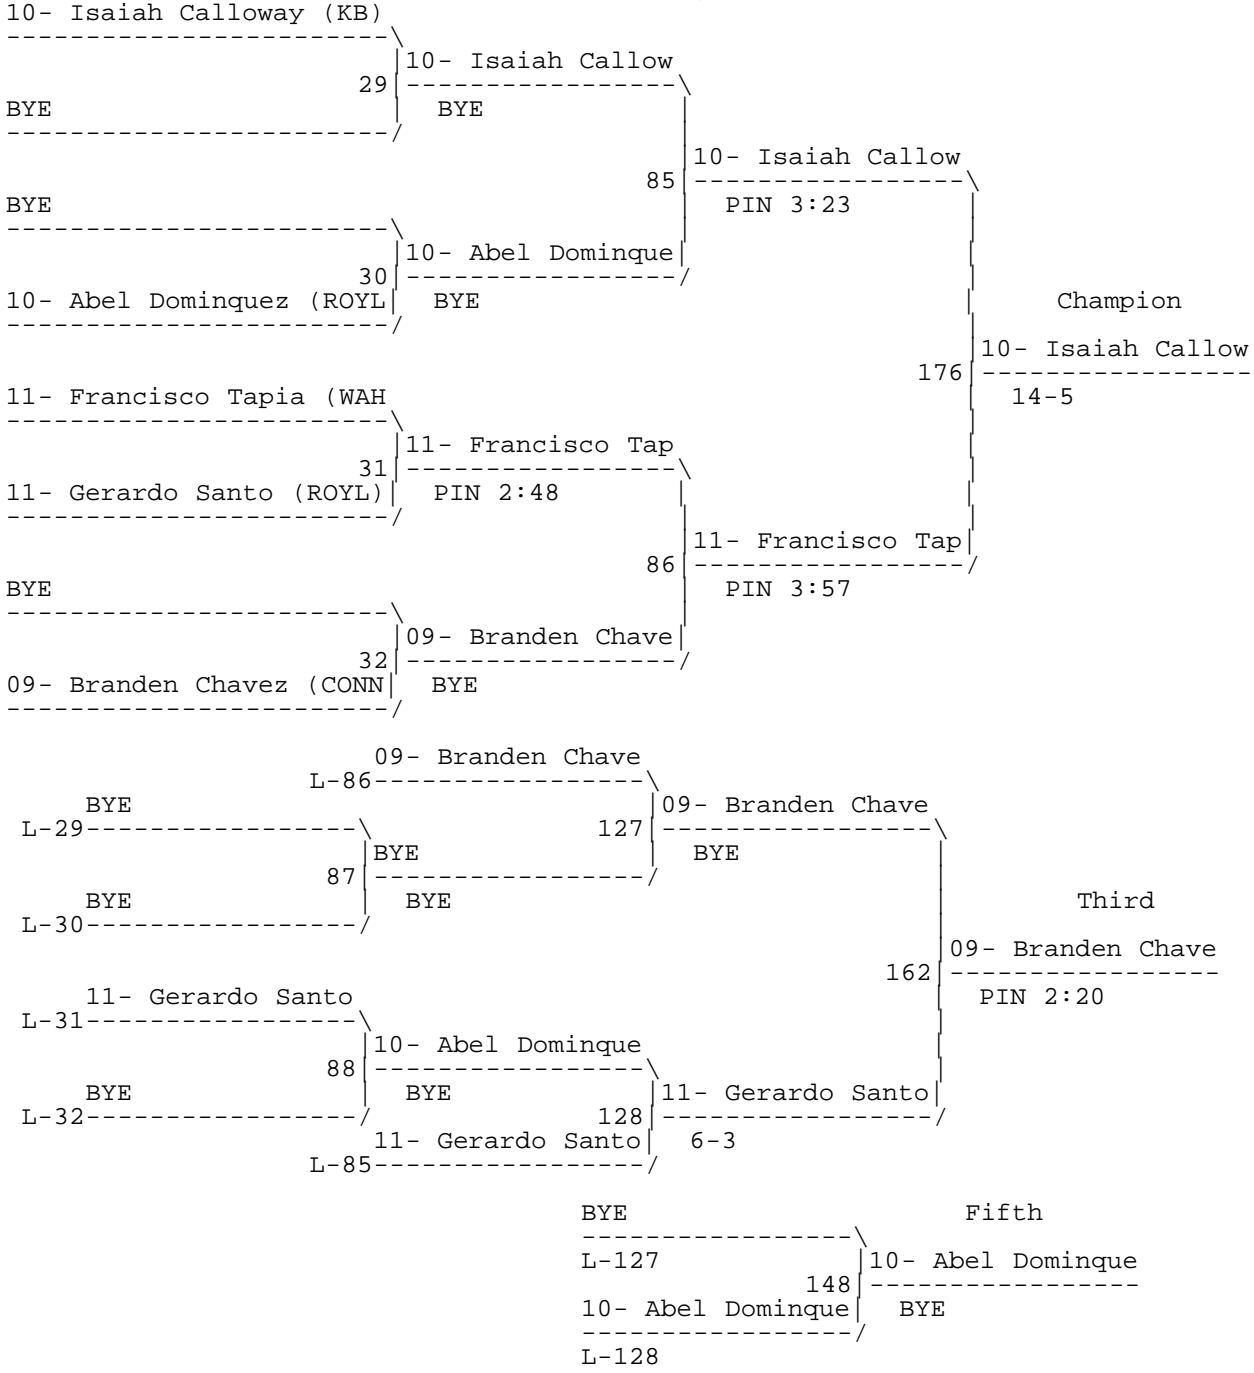 10- Isaiah Calloway (KB)
10- Isaiah Callow
29
BYE
BYE
10- Isaiah Callow
85
BYE
PIN 3:23
10- Abel Dominque
30
10- Abel Dominquez (ROYL
BYE
Champion
10- Isaiah Callow
176
11- Francisco Tapia (WAH
14-5
11- Francisco Tap
31
11- Gerardo Santo (ROYL)
PIN 2:48
11- Francisco Tap
86
BYE
PIN 3:57
09- Branden Chave
32
09- Branden Chavez (CONN
BYE
09- Branden Chave
L-86
BYE
09- Branden Chave
L-29
127
BYE
BYE
87
BYE
BYE
Third
L-30
09- Branden Chave
162
11- Gerardo Santo
PIN 2:20
L-31
10- Abel Dominque
88
BYE
BYE
11- Gerardo Santo
L-32
128
11- Gerardo Santo
6-3
L-85
BYE
Fifth
L-127
10- Abel Dominque
148
10- Abel Dominque
BYE
L-128